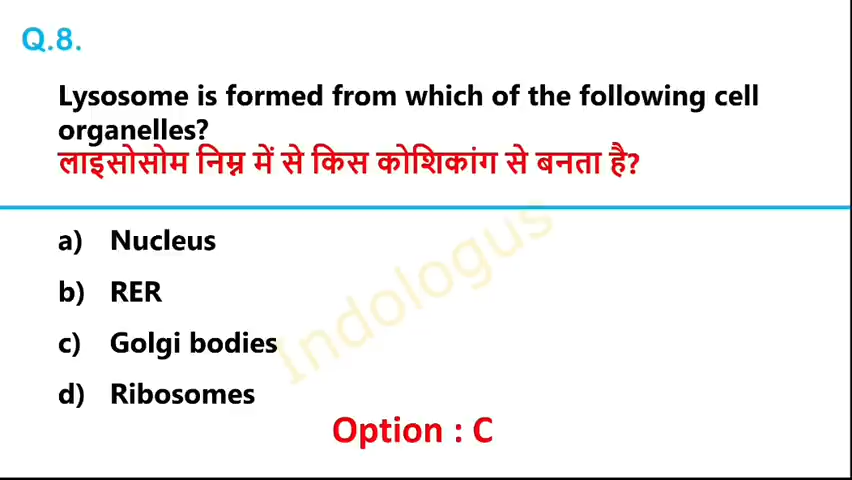 Q.8.
Lysosome is formed from which of the following cell
organelles?
लाइसोसोम निम्न में से किस कोशिकांग से बनता है?
a) Nucleus
b) RER
c) Golgi bodies
d) Ribosomes
Indologus
Option : C